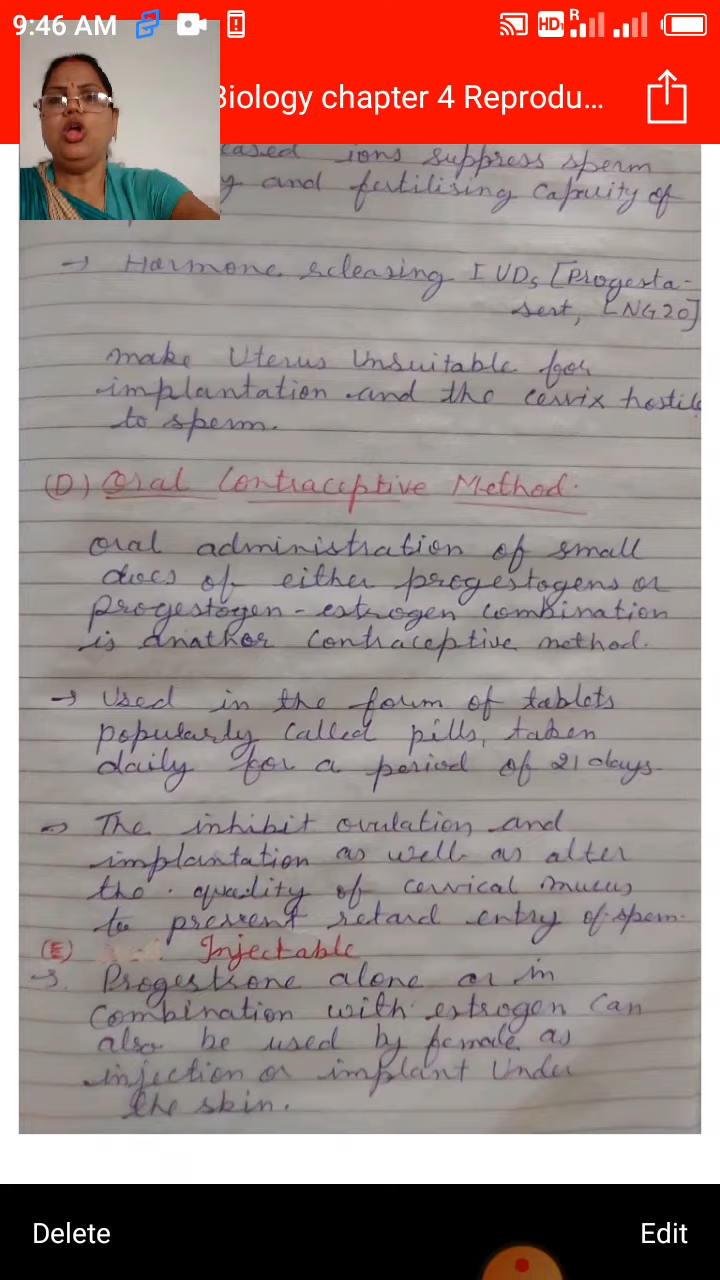 9:46 AM
HD1 R
Biology chapter 4 Reprodu...
eased ions suppress sperm
y and fertilising capacity of
→ Harmone releasing IUDs [Progesta-
sert, LNG20]
make Uterus Unsuitable for
implantation and the cervix hostile
to sperm.
(D) Oral Contraceptive Method:
oral administration of small
docs of either progestogens or
progestogen-estrogen combination
is anathor contraceptive method.
→ Used in the form of tablets
popularly called pills, taken
daily for a period of 21 days.
→ The inhibit ovulation and
implantation as well as alter
the quality of cervical mucus
to prevent retard entry of sperm.
(E) Injectable
→ Progestrone alone or in
Combination with estrogen can
also be used by female as
injection or implant Under
the skin.
Delete Edit